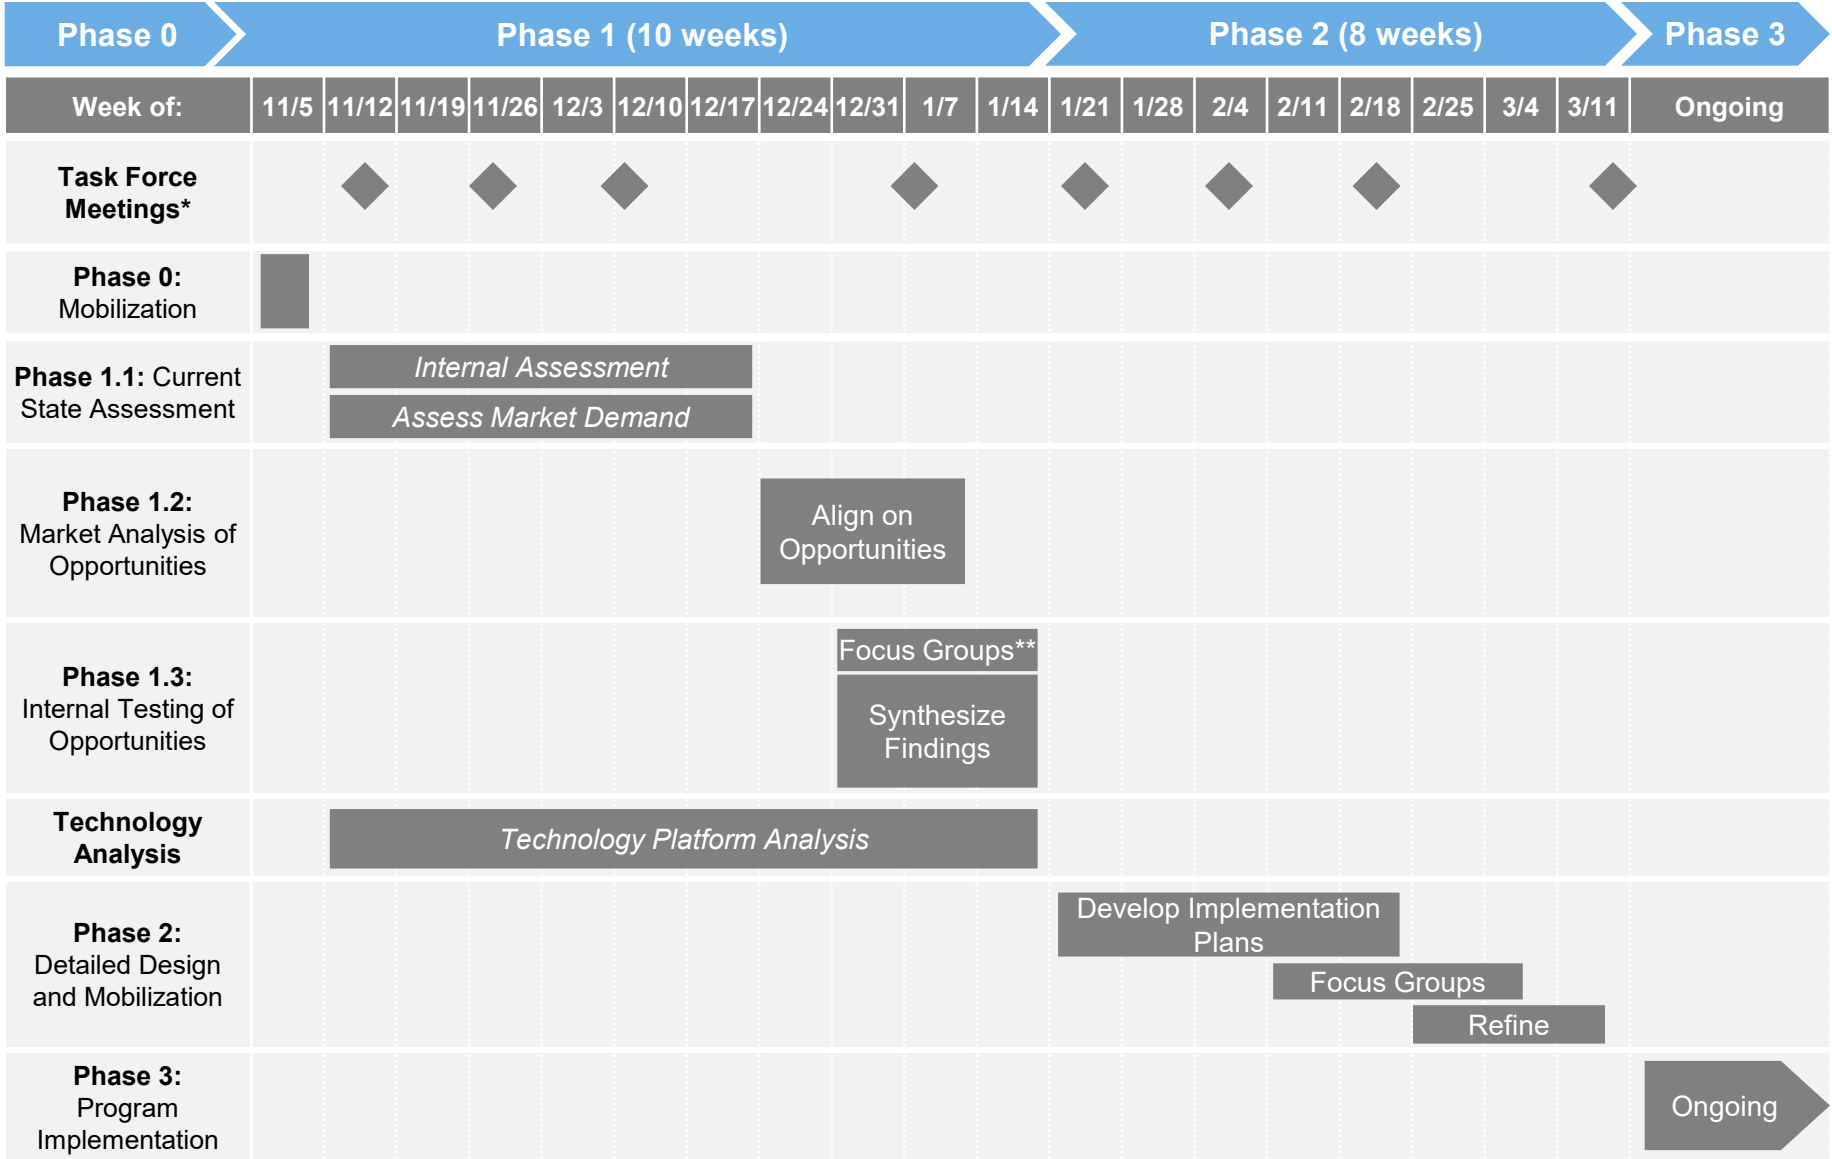 Phase 0
Phase 1 (10 weeks)
Phase 2 (8 weeks)
Phase 3
Week of:
11/5
11/12
11/19
11/26
12/3
12/10
12/17
12/24
12/31
1/7
1/14
1/21
1/28
2/4
2/11
2/18
2/25
3/4
3/11
Ongoing
Task Force
Meetings*
Phase 0:
Mobilization
Phase 1.1: Current
State Assessment
Internal Assessment
Assess Market Demand
Phase 1.2:
Market Analysis of
Opportunities
Align on
Opportunities
Phase 1.3:
Internal Testing of
Opportunities
Focus Groups**
Synthesize
Findings
Technology
Analysis
Technology Platform Analysis
Phase 2:
Detailed Design
and Mobilization
Develop Implementation
Plans
Focus Groups
Refine
Phase 3:
Program
Implementation
Ongoing